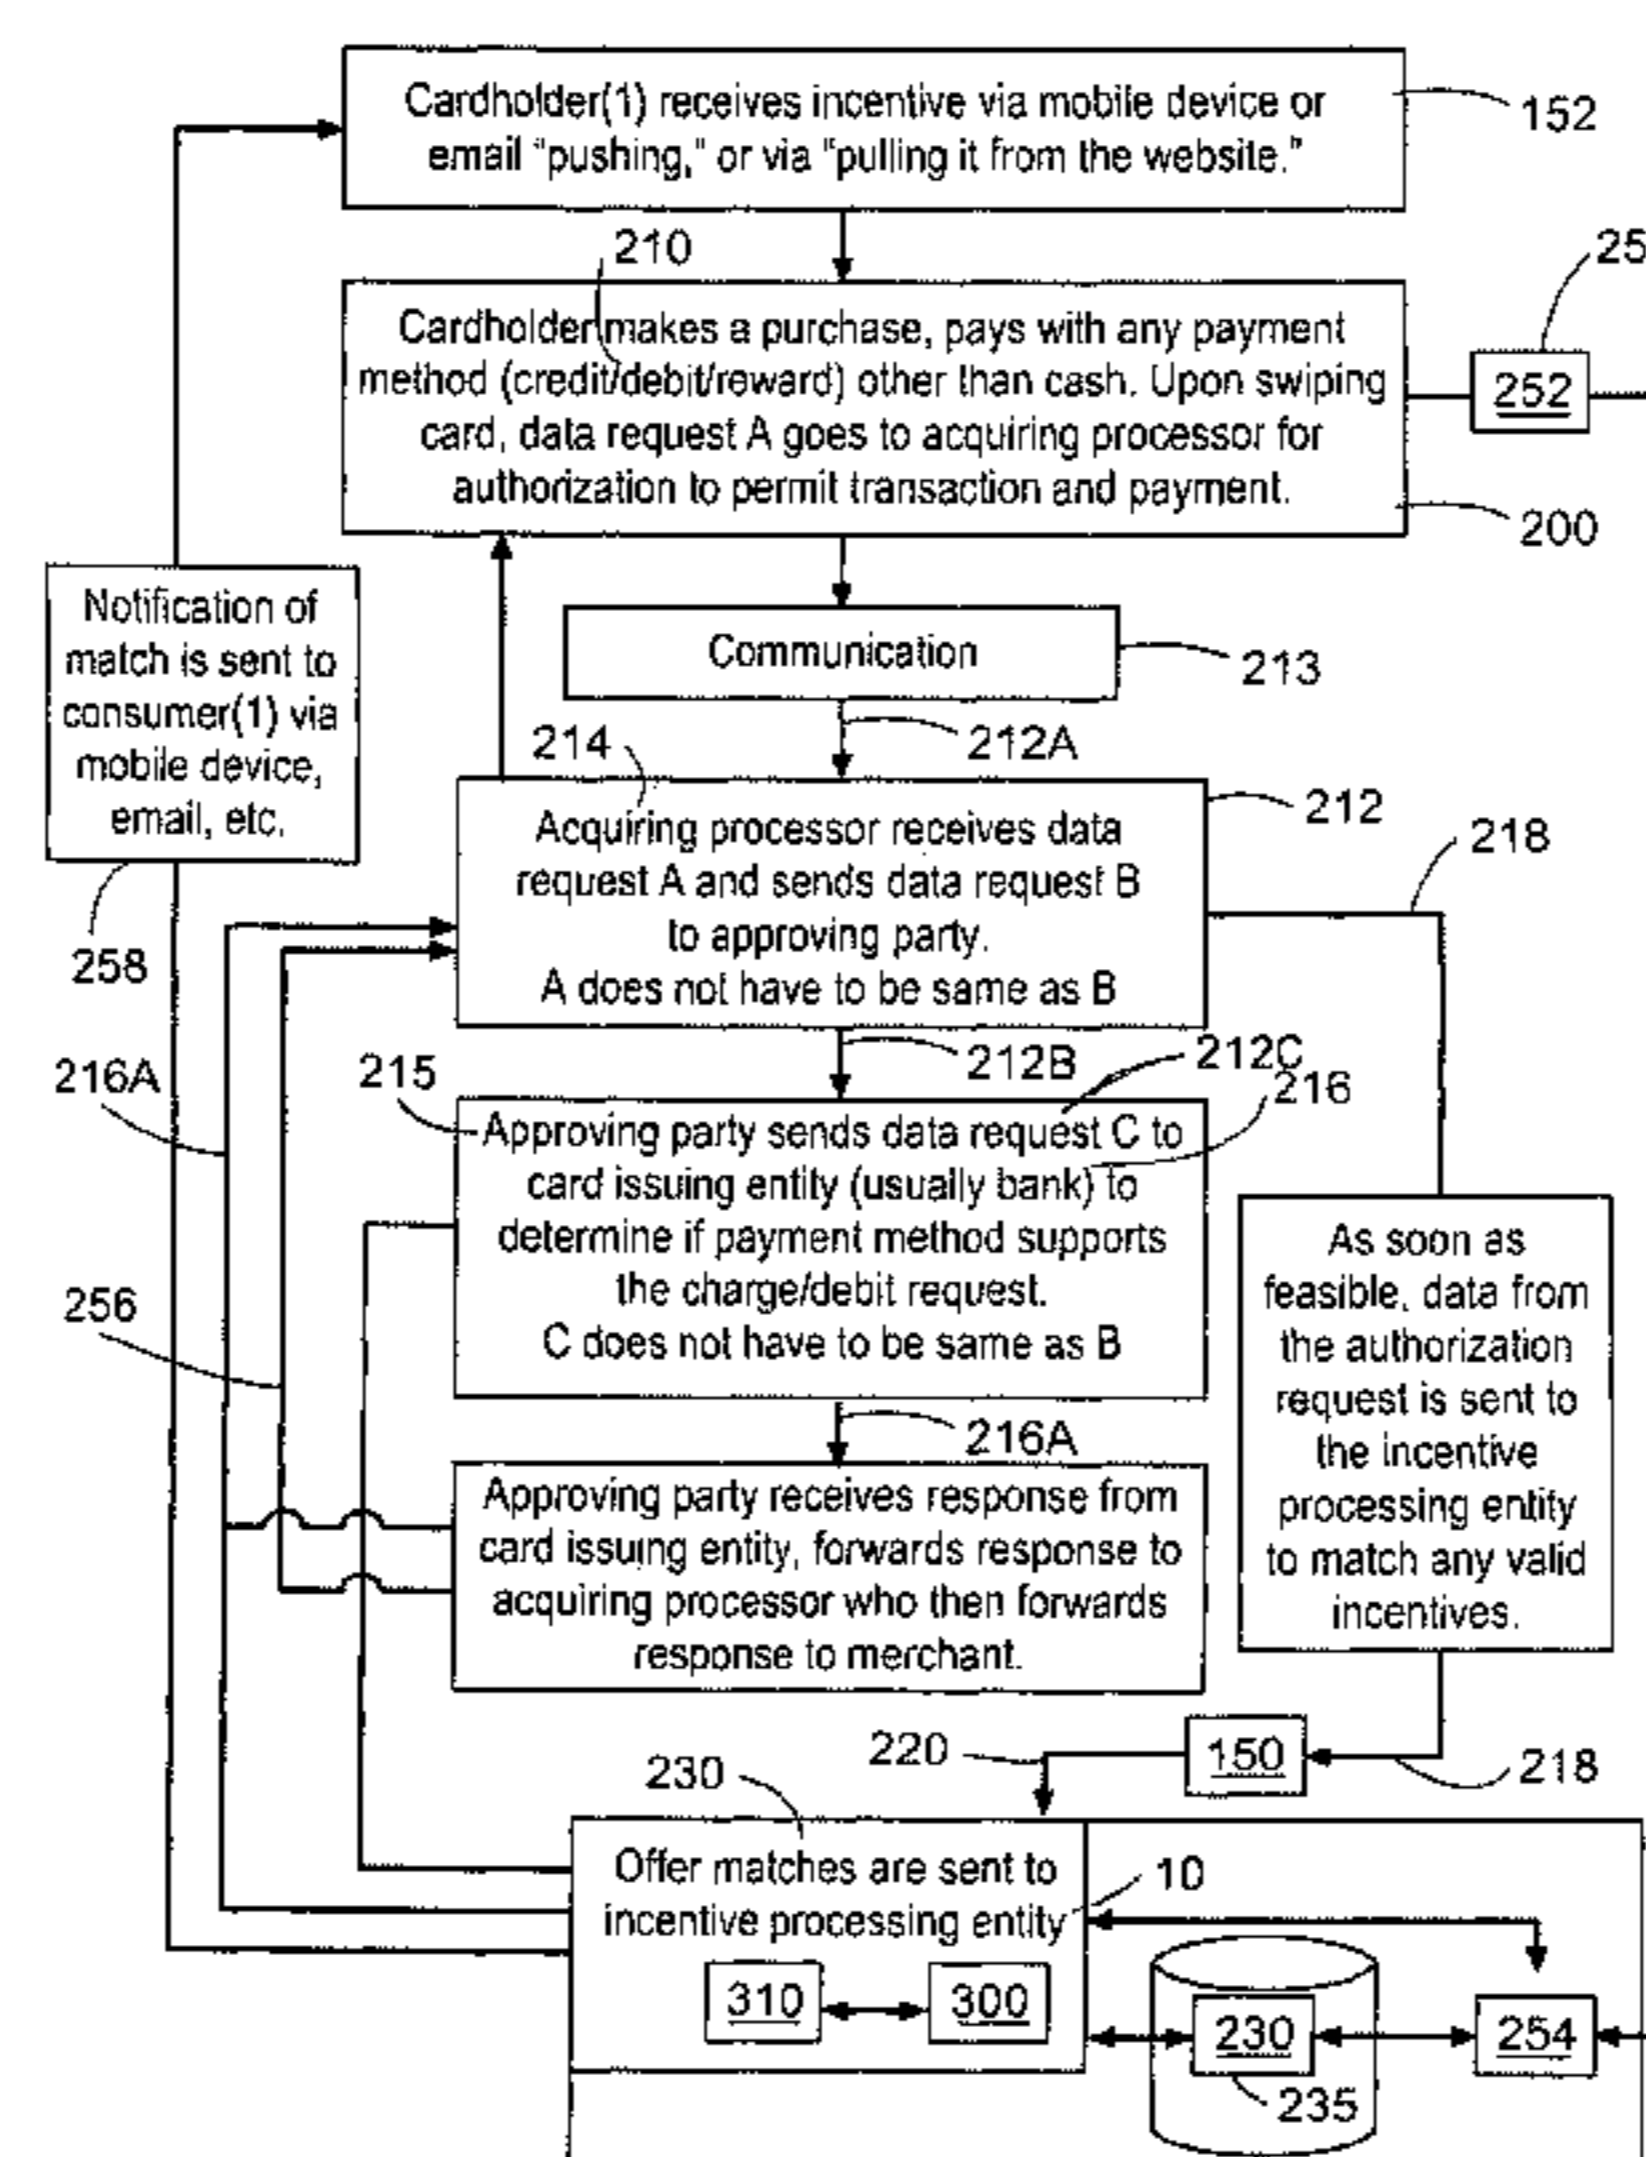 Cardholder(1) receives incentive via mobile device or
email "pushing," or via "pulling it from the website."
152
210
25
Cardholder makes a purchase, pays with any payment
method (credit/debit/reward) other than cash. Upon swiping
card, data request A goes to acquiring processor for
authorization to permit transaction and payment.
252
200
Notification of
match is sent to
consumer(1) via
mobile device,
email, etc.
258
Communication
213
212A
214
212
Acquiring processor receives data
request A and sends data request B
to approving party.
A does not have to be same as B
218
212B
212C
216
216A
215
Approving party sends data request C to
card issuing entity (usually bank) to
determine if payment method supports
the charge/debit request.
C does not have to be same as B
256
As soon as
feasible, data from
the authorization
request is sent to
the incentive
processing entity
to match any valid
incentives.
216A
Approving party receives response from
card issuing entity, forwards response to
acquiring processor who then forwards
response to merchant.
220
150
218
230
Offer matches are sent to
incentive processing entity
10
310
300
230
254
235